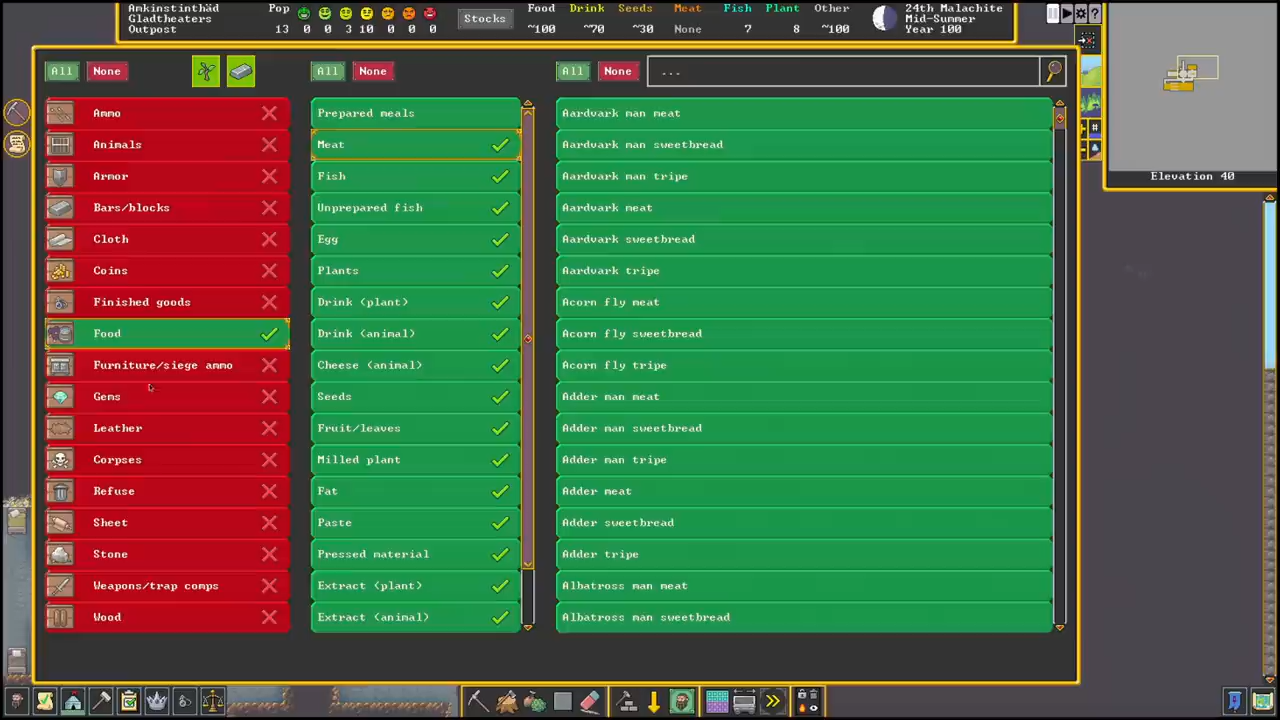 Amkinstinthäd
Gladtheaters
Outpost
Pop
13 0 0 3 10 0 0 0
Stocks
Food Drink Seeds Meat Fish Plant Other
~100 ~70 ~30 None 7 8 ~100
24th Malachite
Mid-Summer
Year 100
Elevation 40
All None
All None
All None
...
Ammo
Animals
Armor
Bars/blocks
Cloth
Coins
Finished goods
Food
Furniture/siege ammo
Gems
Leather
Corpses
Refuse
Sheet
Stone
Weapons/trap comps
Wood
Prepared meals
Meat
Fish
Unprepared fish
Egg
Plants
Drink (plant)
Drink (animal)
Cheese (animal)
Seeds
Fruit/leaves
Milled plant
Fat
Paste
Pressed material
Extract (plant)
Extract (animal)
Aardvark man meat
Aardvark man sweetbread
Aardvark man tripe
Aardvark meat
Aardvark sweetbread
Aardvark tripe
Acorn fly meat
Acorn fly sweetbread
Acorn fly tripe
Adder man meat
Adder man sweetbread
Adder man tripe
Adder meat
Adder sweetbread
Adder tripe
Albatross man meat
Albatross man sweetbread